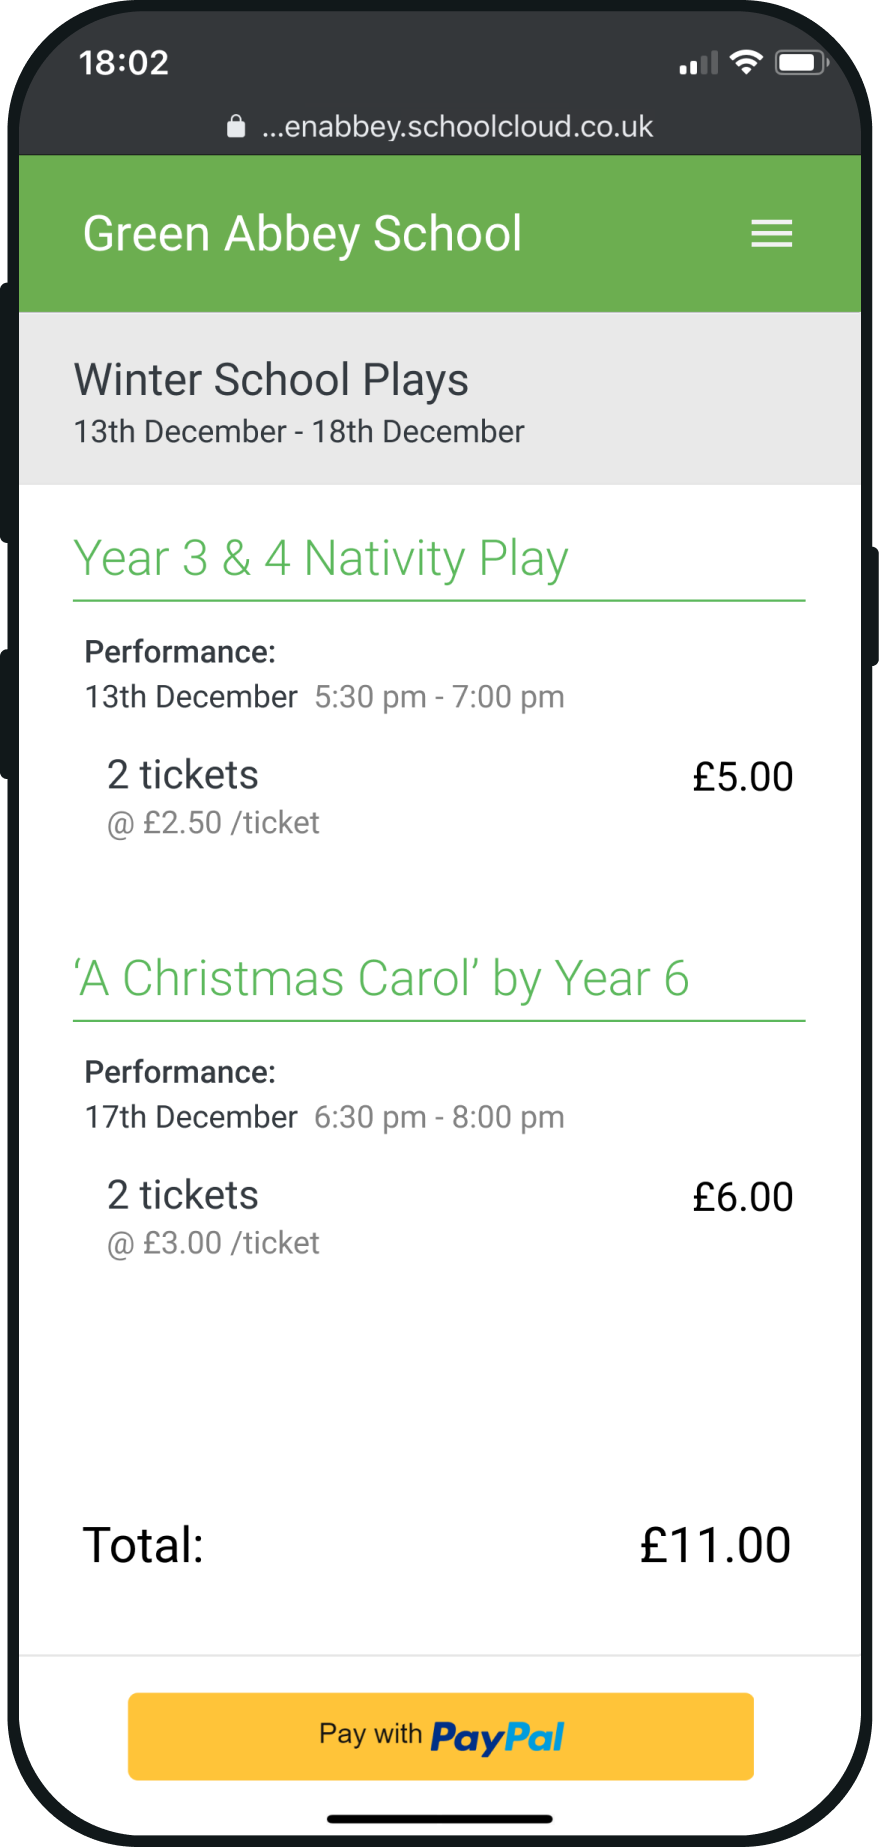 18:02
...enabbey.schoolcloud.co.uk
Green Abbey School
Winter School Plays
13th December - 18th December
Year 3 & 4 Nativity Play
Performance:
13th December 5:30 pm - 7:00 pm
2 tickets £5.00
@ £2.50 /ticket
‘A Christmas Carol’ by Year 6
Performance:
17th December 6:30 pm - 8:00 pm
2 tickets £6.00
@ £3.00 /ticket
Total: £11.00
Pay with PayPal